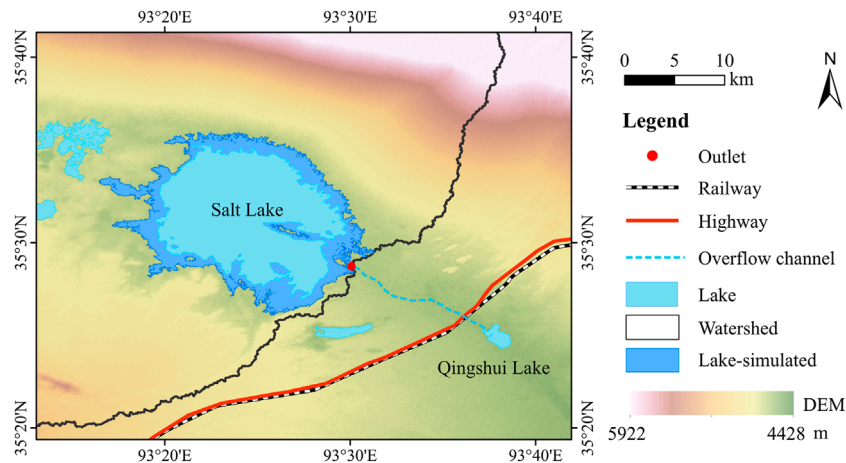 93°20'E 93°30'E 93°40'E
35°40'N 35°40'N
35°30'N 35°30'N
35°20'N 35°20'N
93°20'E 93°30'E 93°40'E
Salt Lake
Qingshui Lake
0 5 10
km
N
Legend
Outlet
Railway
Highway
Overflow channel
Lake
Watershed
Lake-simulated
DEM
5922 4428 m